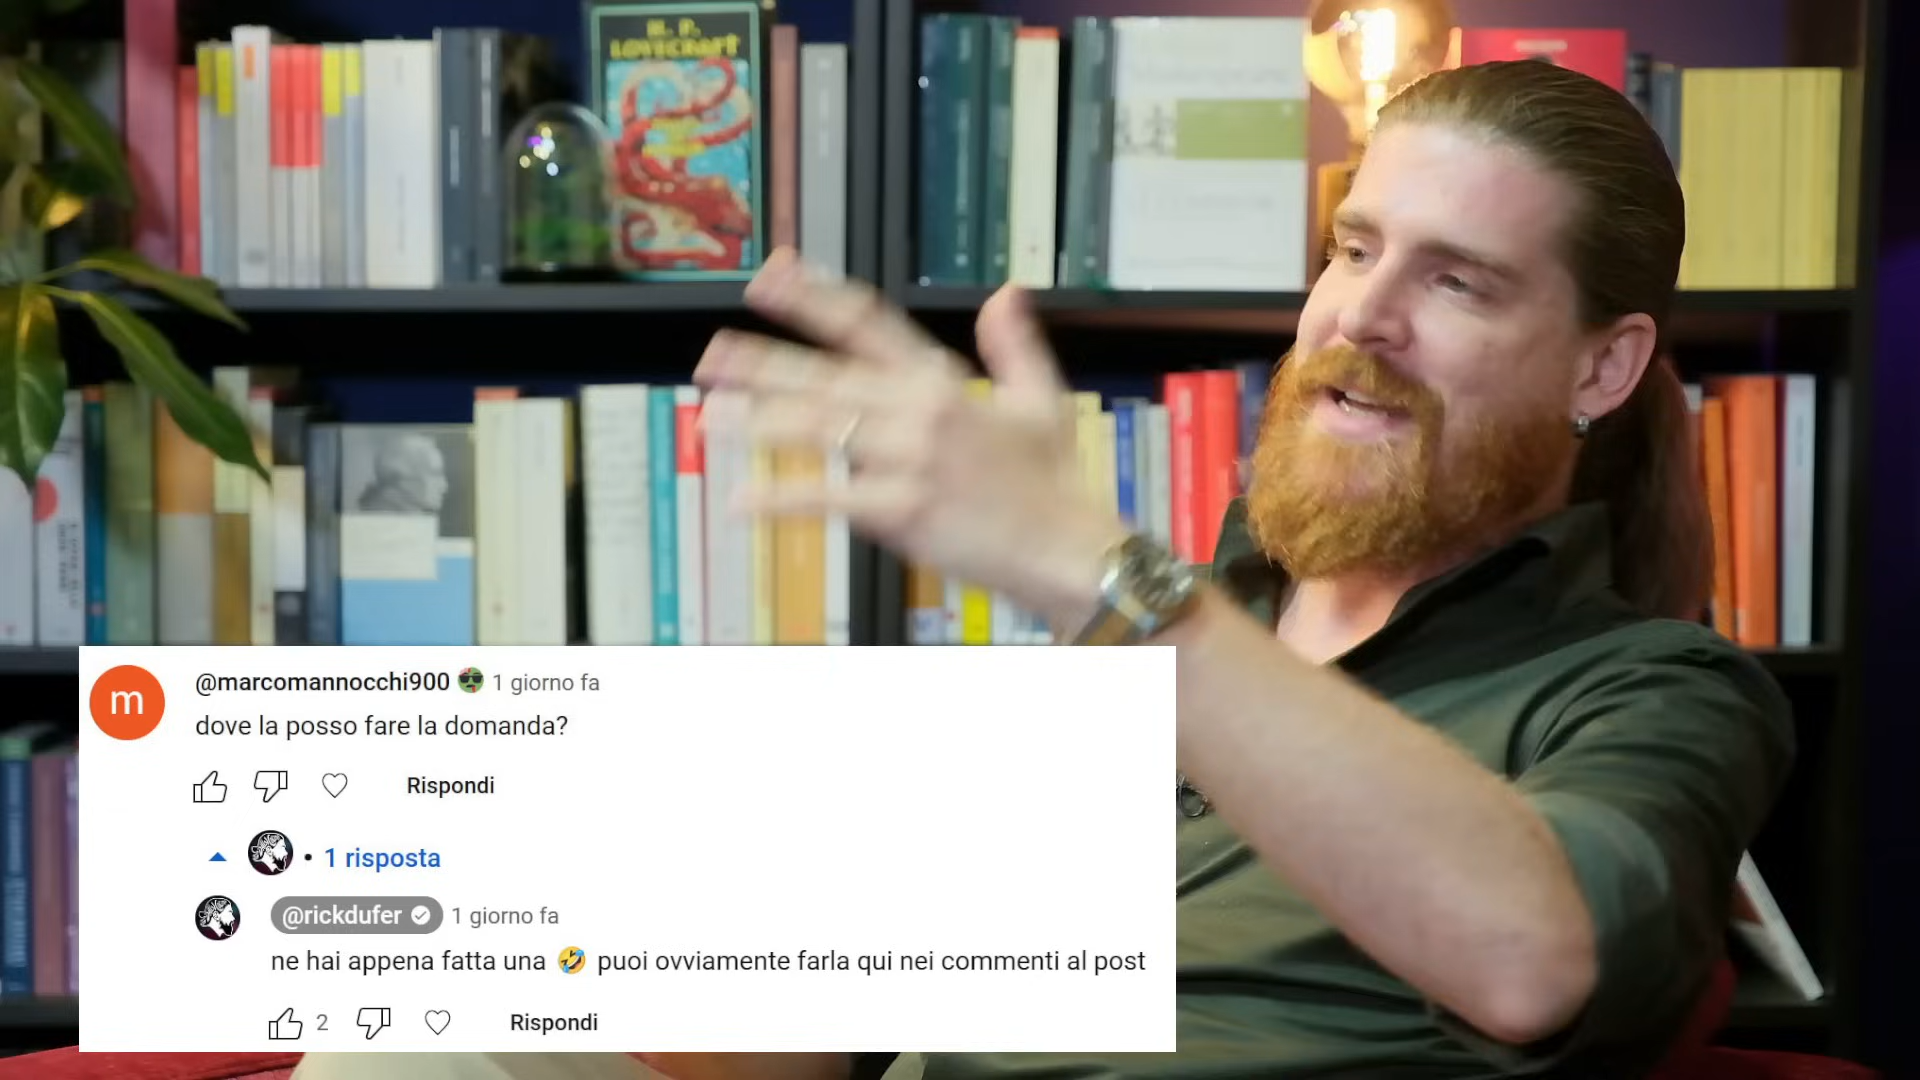 H. P.
LOVECRAFT
m
@marcomannocchi900 1 giorno fa
dove la posso fare la domanda?
Rispondi
• 1 risposta
@rickdufer 1 giorno fa
ne hai appena fatta una 🤣 puoi ovviamente farla qui nei commenti al post
2
Rispondi